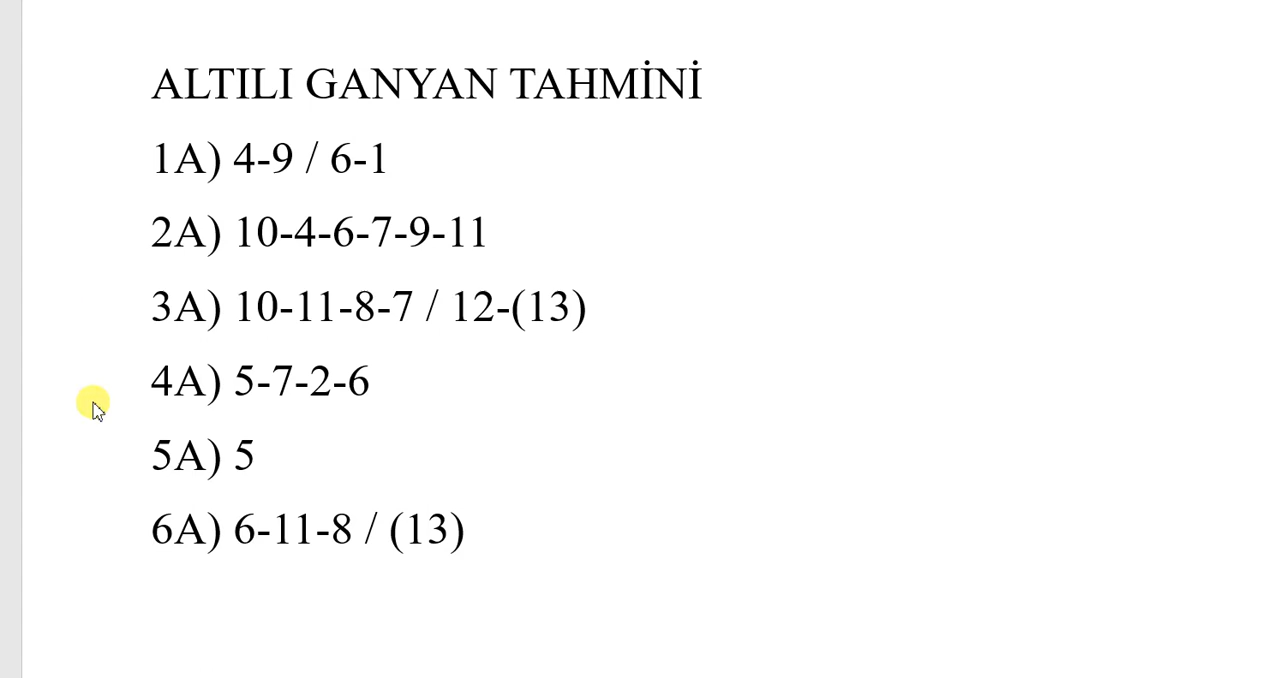 ALTILI GANYAN TAHMİNİ
1A) 4-9 / 6-1
2A) 10-4-6-7-9-11
3A) 10-11-8-7 / 12-(13)
4A) 5-7-2-6
5A) 5
6A) 6-11-8 / (13)